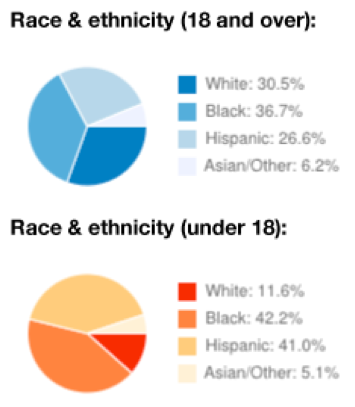 Race & ethnicity (18 and over):
White: 30.5%
Black: 36.7%
Hispanic: 26.6%
Asian/Other: 6.2%
Race & ethnicity (under 18):
White: 11.6%
Black: 42.2%
Hispanic: 41.0%
Asian/Other: 5.1%